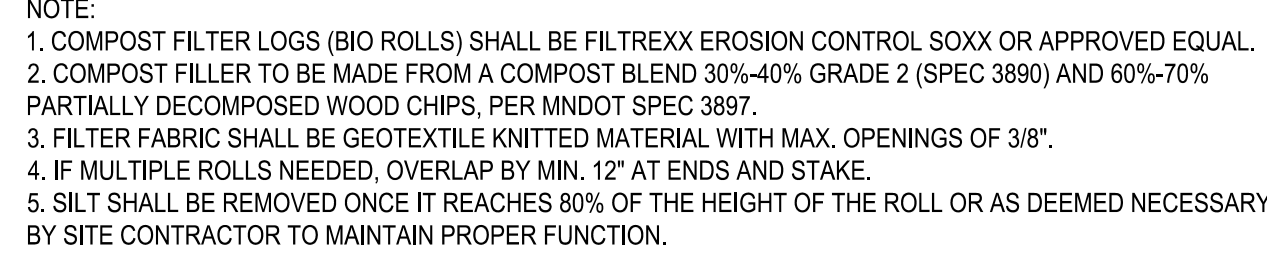 NOTE:
1. COMPOST FILTER LOGS (BIO ROLLS) SHALL BE FILTREXX EROSION CONTROL SOXX OR APPROVED EQUAL.
2. COMPOST FILLER TO BE MADE FROM A COMPOST BLEND 30%-40% GRADE 2 (SPEC 3890) AND 60%-70%
PARTIALLY DECOMPOSED WOOD CHIPS, PER MNDOT SPEC 3897.
3. FILTER FABRIC SHALL BE GEOTEXTILE KNITTED MATERIAL WITH MAX. OPENINGS OF 3/8".
4. IF MULTIPLE ROLLS NEEDED, OVERLAP BY MIN. 12" AT ENDS AND STAKE.
5. SILT SHALL BE REMOVED ONCE IT REACHES 80% OF THE HEIGHT OF THE ROLL OR AS DEEMED NECESSARY
BY SITE CONTRACTOR TO MAINTAIN PROPER FUNCTION.